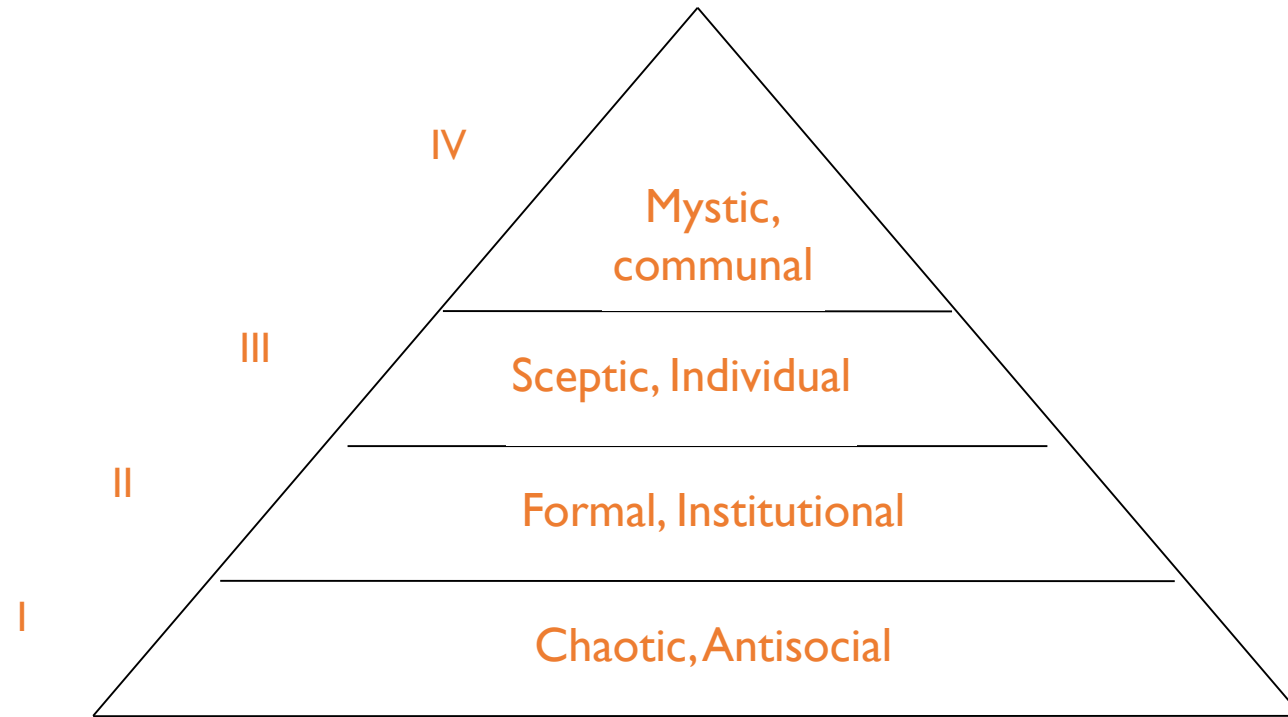 IV
Mystic,
communal
III
Sceptic, Individual
II
Formal, Institutional
I
Chaotic, Antisocial